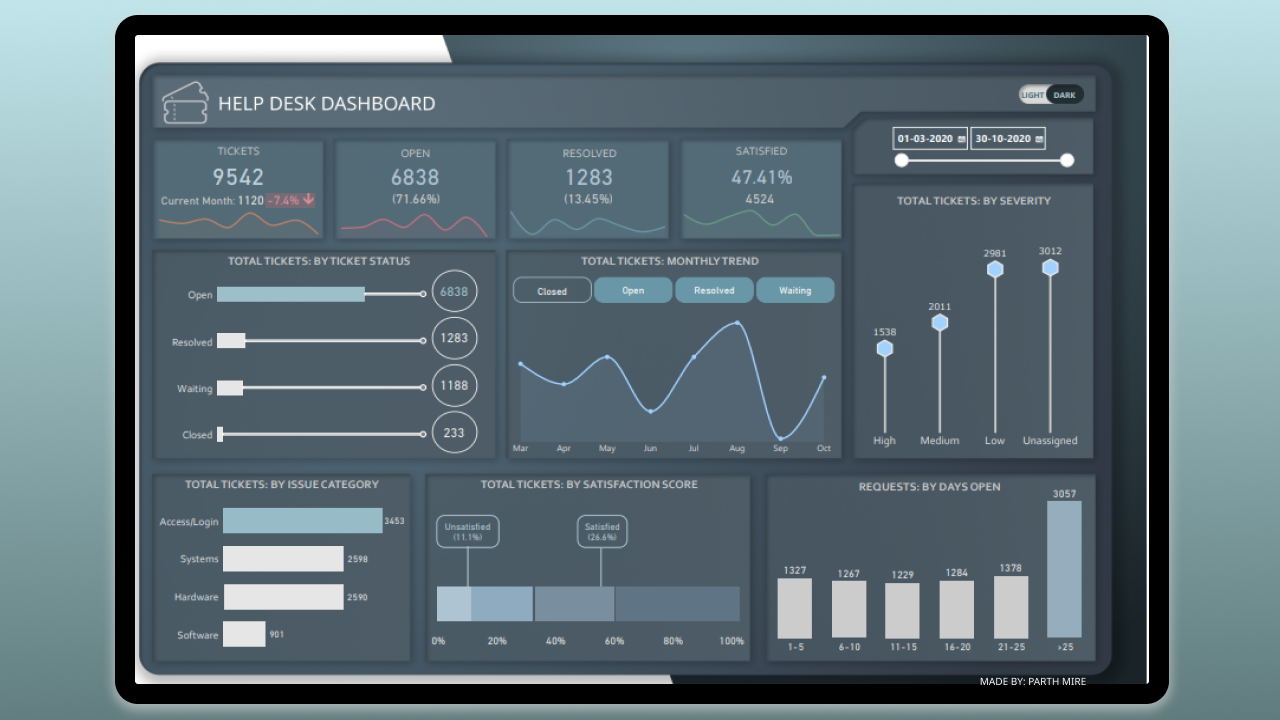 HELP DESK DASHBOARD
LIGHT DARK
01-03-2020 30-10-2020
TICKETS
9542
Current Month: 1120 -7.4%
OPEN
6838
(71.66%)
RESOLVED
1283
(13.45%)
SATISFIED
47.41%
4524
TOTAL TICKETS: BY SEVERITY
1538
2011
2981
3012
High Medium Low Unassigned
TOTAL TICKETS: BY TICKET STATUS
Open 6838
Resolved 1283
Waiting 1188
Closed 233
TOTAL TICKETS: MONTHLY TREND
Closed Open Resolved Waiting
Mar Apr May Jun Jul Aug Sep Oct
TOTAL TICKETS: BY ISSUE CATEGORY
Access/Login 3453
Systems 2598
Hardware 2590
Software 901
TOTAL TICKETS: BY SATISFACTION SCORE
Unsatisfied
(11.1%)
Satisfied
(26.6%)
0% 20% 40% 60% 80% 100%
REQUESTS: BY DAYS OPEN
1327 1267 1229 1284 1378 3057
1-5 6-10 11-15 16-20 21-25 >25
MADE BY: PARTH MIRE